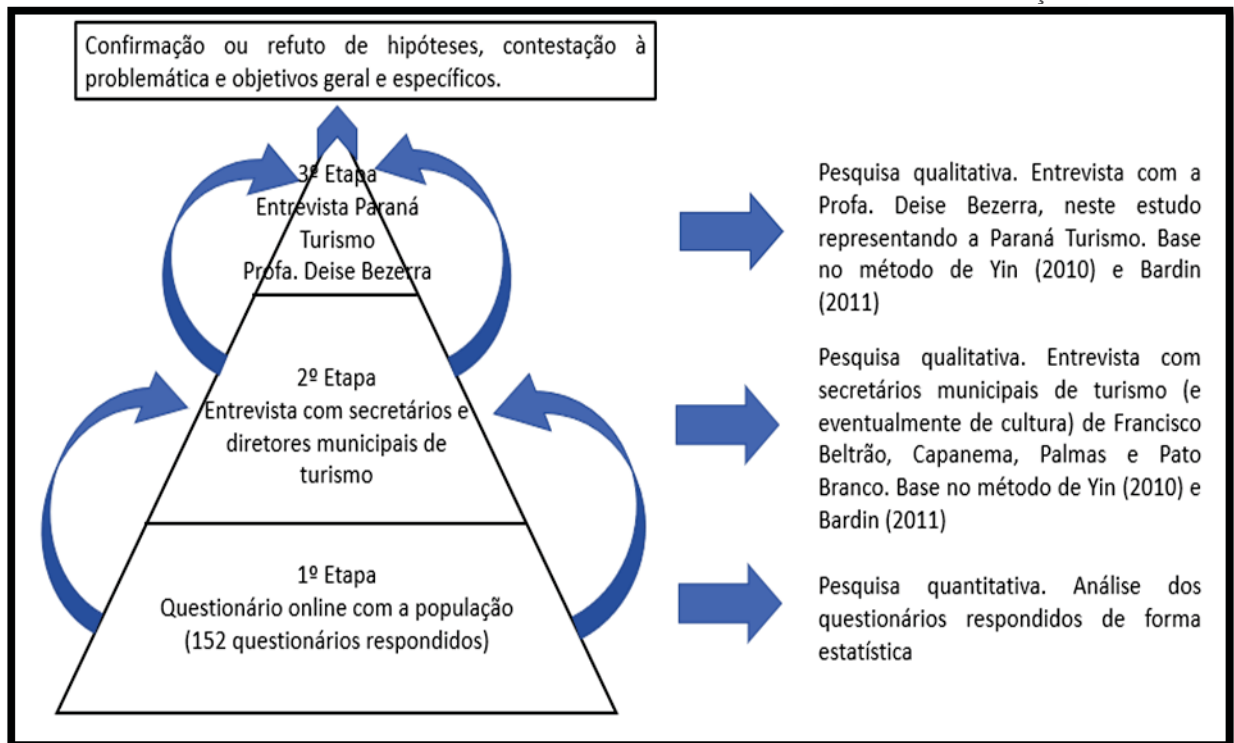 Confirmação ou refuto de hipóteses, contestação à
problemática e objetivos geral e específicos.
3º Etapa
Entrevista Paraná
Turismo
Profa. Deise Bezerra
Pesquisa qualitativa. Entrevista com a
Profa. Deise Bezerra, neste estudo
representando a Paraná Turismo. Base
no método de Yin (2010) e Bardin
(2011)
2º Etapa
Entrevista com secretários e
diretores municipais de
turismo
Pesquisa qualitativa. Entrevista com
secretários municipais de turismo (e
eventualmente de cultura) de Francisco
Beltrão, Capanema, Palmas e Pato
Branco. Base no método de Yin (2010) e
Bardin (2011)
1º Etapa
Questionário online com a população
(152 questionários respondidos)
Pesquisa quantitativa. Análise dos
questionários respondidos de forma
estatística